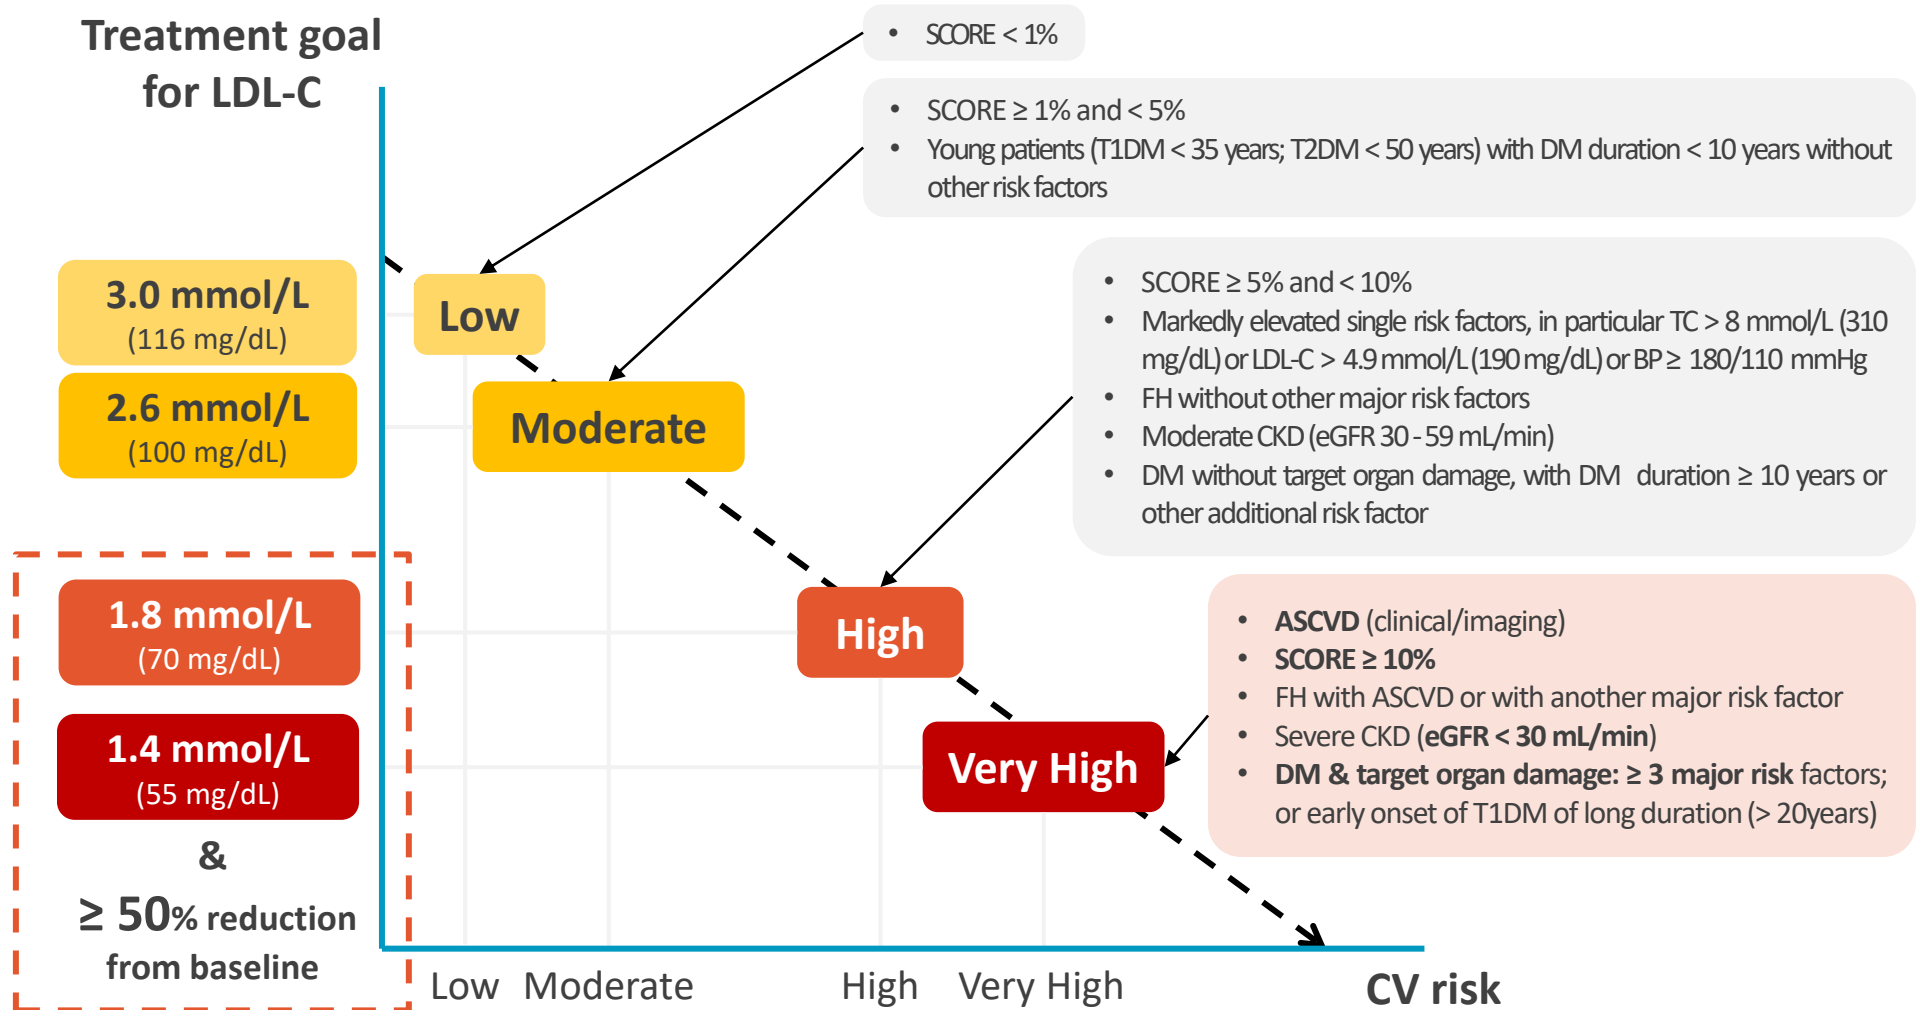 Treatment goal
for LDL-C
• SCORE < 1%
• SCORE ≥ 1% and < 5%
• Young patients (T1DM < 35 years; T2DM < 50 years) with DM duration < 10 years without
other risk factors
3.0 mmol/L
(116 mg/dL)
Low
2.6 mmol/L
(100 mg/dL)
Moderate
• SCORE ≥ 5% and < 10%
• Markedly elevated single risk factors, in particular TC > 8 mmol/L (310
mg/dL) or LDL-C > 4.9 mmol/L (190 mg/dL) or BP ≥ 180/110 mmHg
• FH without other major risk factors
• Moderate CKD (eGFR 30 - 59 mL/min)
• DM without target organ damage, with DM duration ≥ 10 years or
other additional risk factor
1.8 mmol/L
(70 mg/dL)
High
1.4 mmol/L
(55 mg/dL)
Very High
• ASCVD (clinical/imaging)
• SCORE ≥ 10%
• FH with ASCVD or with another major risk factor
• Severe CKD (eGFR < 30 mL/min)
• DM & target organ damage: ≥ 3 major risk factors;
or early onset of T1DM of long duration (> 20years)
&
≥ 50% reduction
from baseline
Low Moderate High Very High CV risk